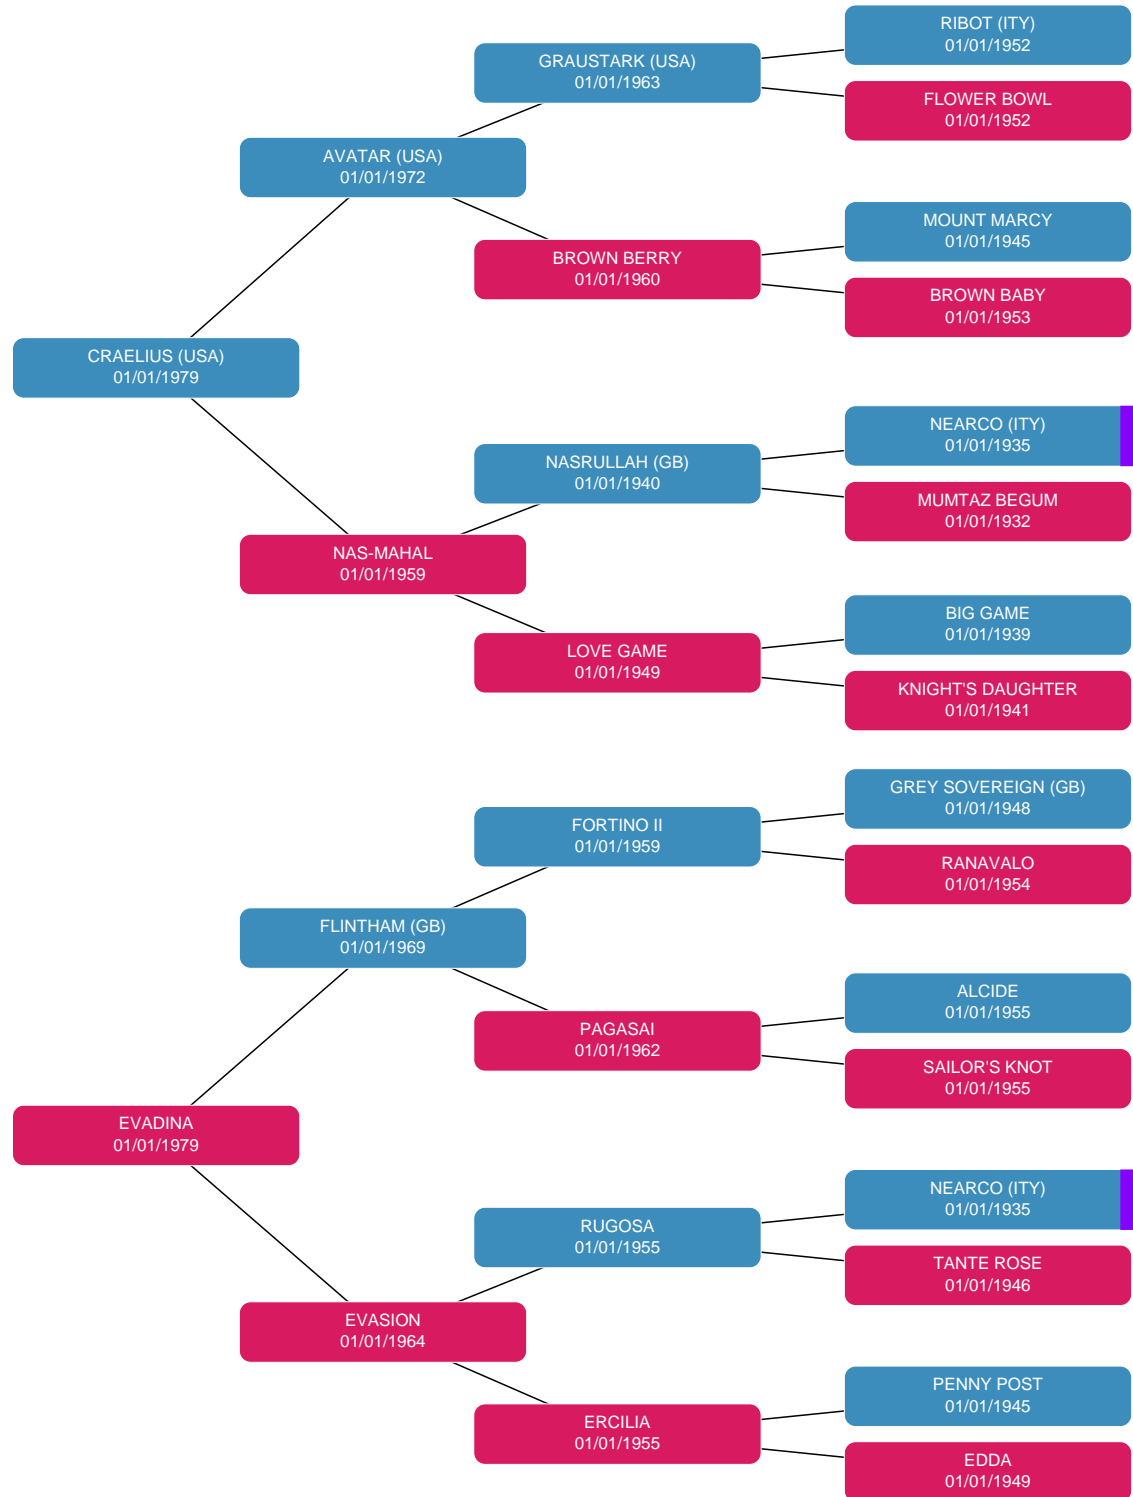 RIBOT (ITY)
01/01/1952
GRAUSTARK (USA)
01/01/1963
FLOWER BOWL
01/01/1952
AVATAR (USA)
01/01/1972
MOUNT MARCY
01/01/1945
BROWN BERRY
01/01/1960
BROWN BABY
01/01/1953
CRAELIUS (USA)
01/01/1979
NEARCO (ITY)
01/01/1935
NASRULLAH (GB)
01/01/1940
MUMTAZ BEGUM
01/01/1932
NAS-MAHAL
01/01/1959
BIG GAME
01/01/1939
LOVE GAME
01/01/1949
KNIGHT'S DAUGHTER
01/01/1941
GREY SOVEREIGN (GB)
01/01/1948
FORTINO II
01/01/1959
RANAVALO
01/01/1954
FLINTHAM (GB)
01/01/1969
ALCIDE
01/01/1955
PAGASAI
01/01/1962
SAILOR'S KNOT
01/01/1955
EVADINA
01/01/1979
NEARCO (ITY)
01/01/1935
RUGOSA
01/01/1955
TANTE ROSE
01/01/1946
EVASION
01/01/1964
PENNY POST
01/01/1945
ERCILIA
01/01/1955
EDDA
01/01/1949